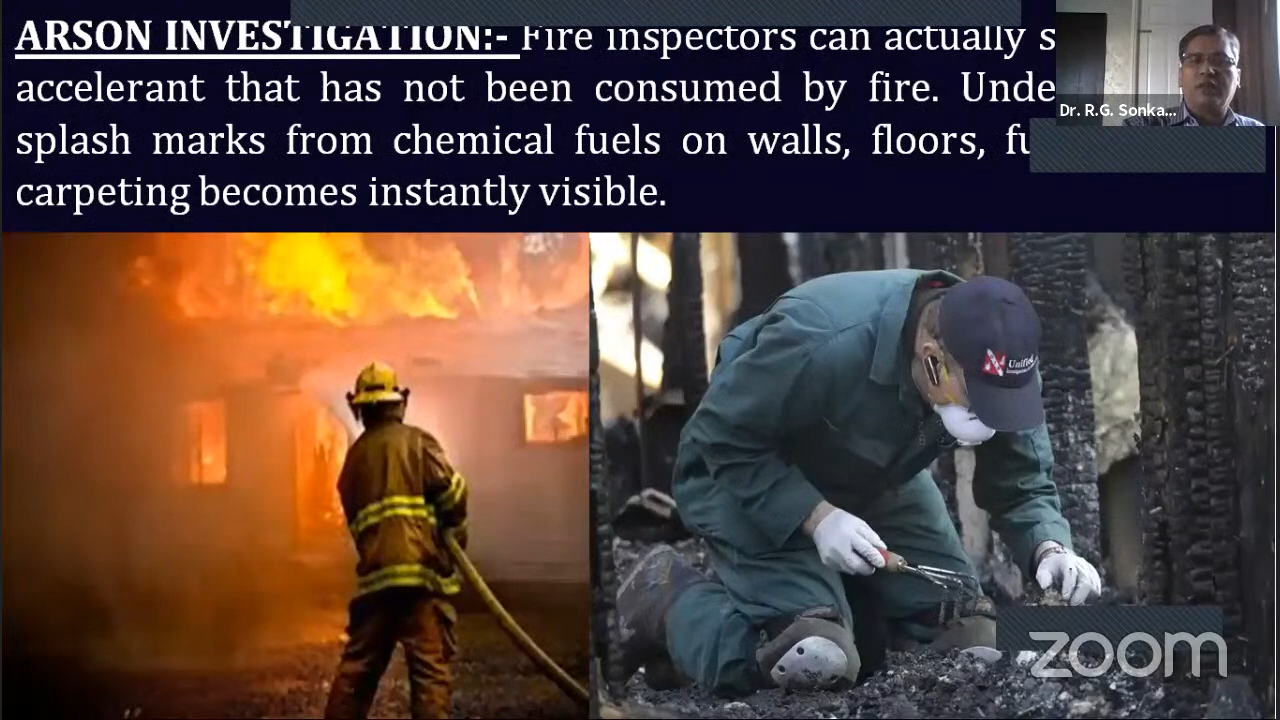 ARSON INVESTIGATION:- Fire inspectors can actually
accelerant that has not been consumed by fire.
splash marks from chemical fuels on walls, floors,
carpeting becomes instantly visible.
Dr. R.G. Sonka...
Unified
zoom